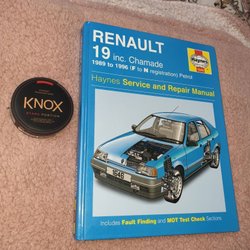 RENAULT
19 inc. Chamade
1989 to 1996 (F to N registration) Petrol
Haynes
Haynes Service and Repair Manual
KNOX
1646
Includes Fault Finding and MOT Test Check Sections